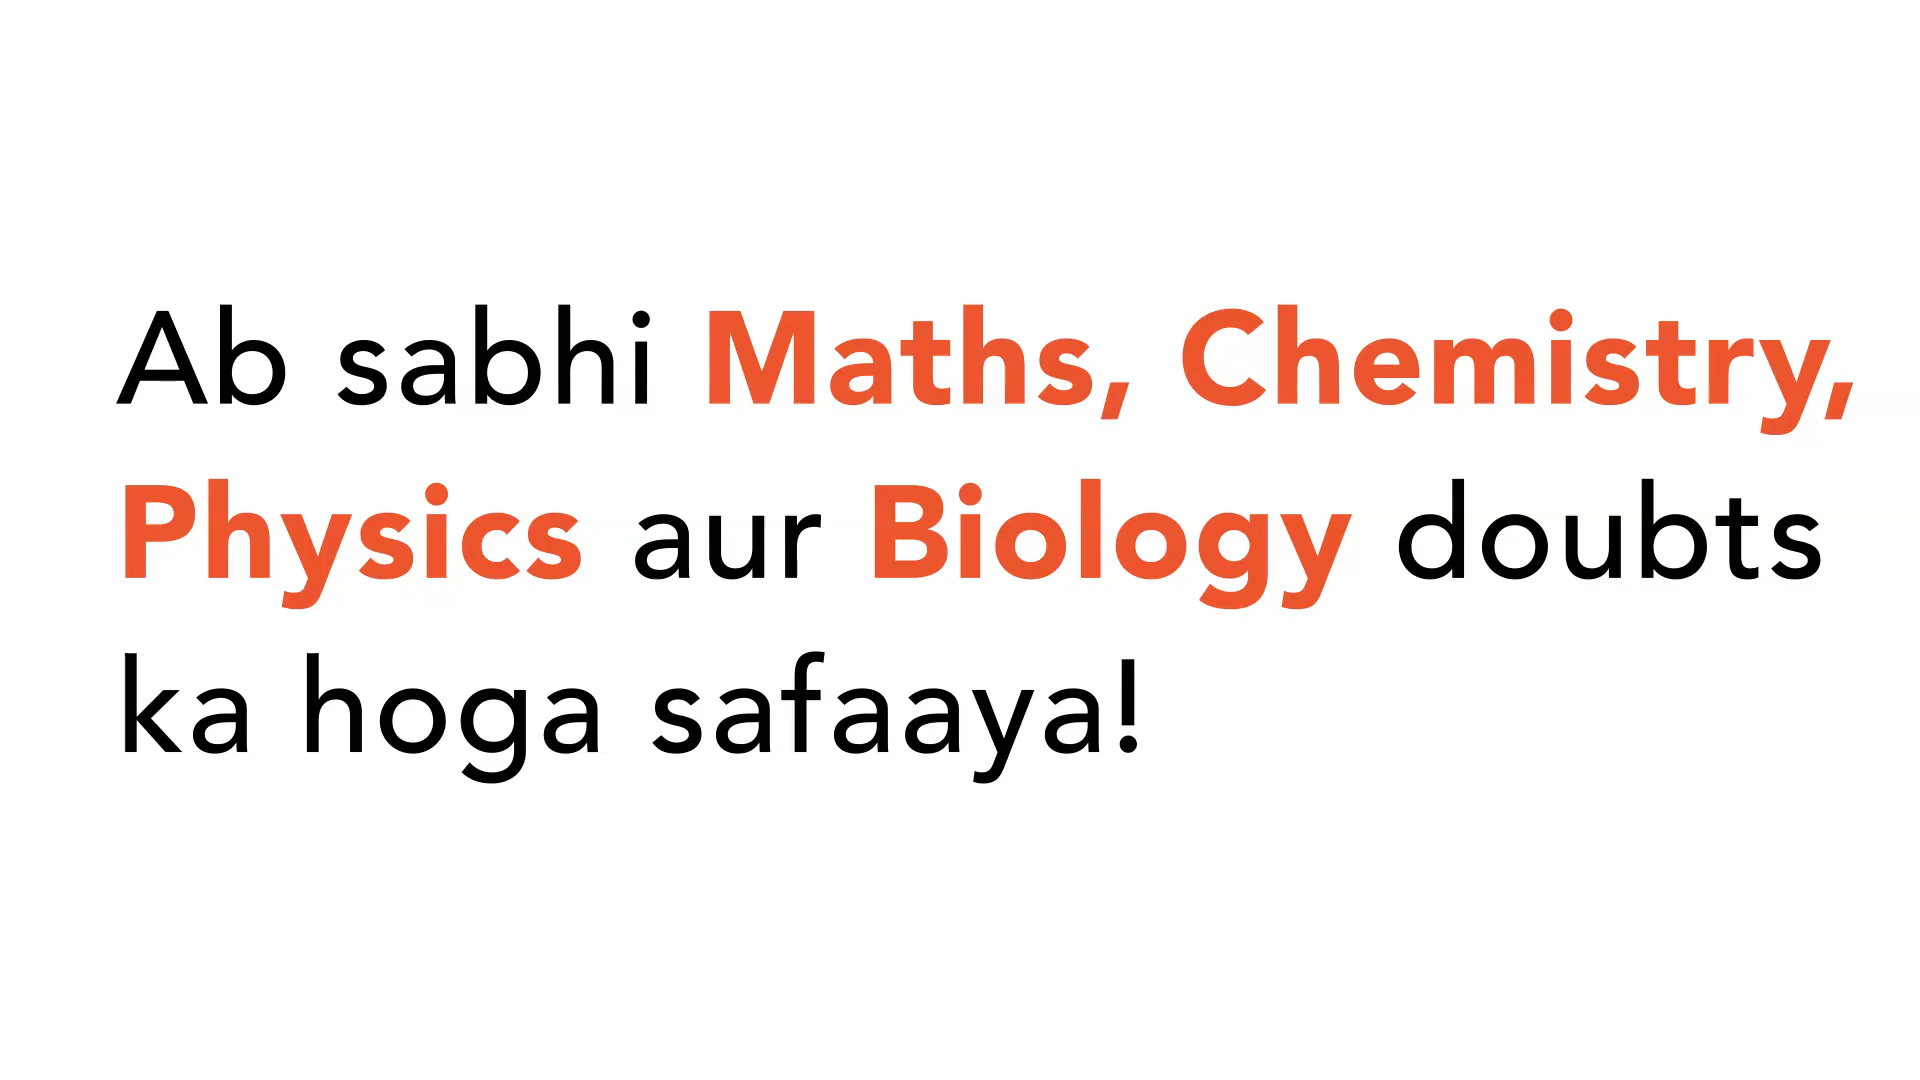 Ab sabhi Maths, Chemistry,
Physics aur Biology doubts
ka hoga safaaya!